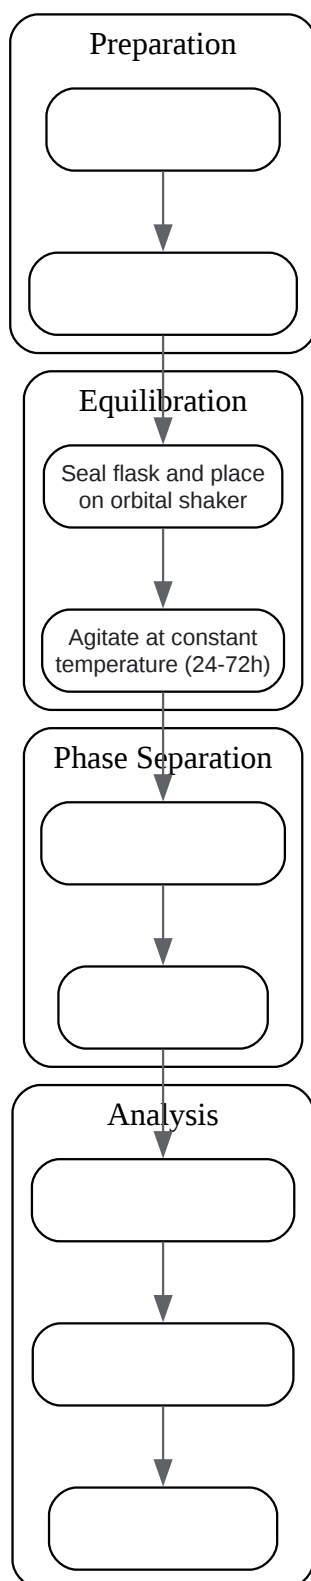 Preparation
Equilibration
Seal flask and place
on orbital shaker
Agitate at constant
temperature (24-72h)
Phase Separation
Analysis